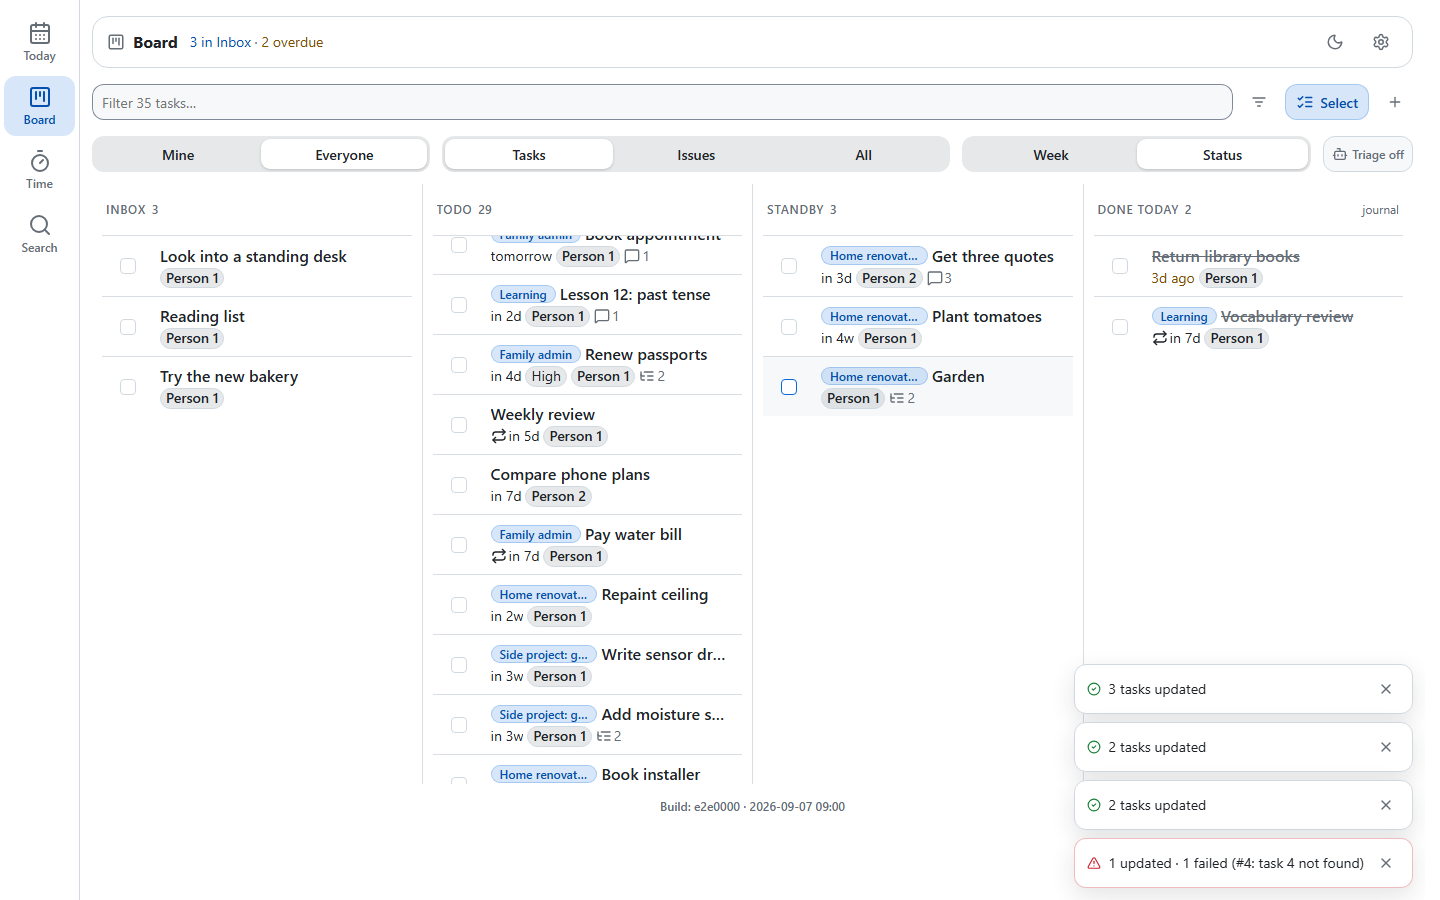 Today
Board
Time
Search
Board 3 in Inbox · 2 overdue
Filter 35 tasks...
Select
Mine Everyone Tasks Issues All Week Status Triage off
INBOX 3
Look into a standing desk
Person 1
Reading list
Person 1
Try the new bakery
Person 1
TODO 29
Family admin Book appointment
tomorrow Person 1 1
Learning Lesson 12: past tense
in 2d Person 1 1
Family admin Renew passports
in 4d High Person 1 2
Weekly review
in 5d Person 1
Compare phone plans
in 7d Person 2
Family admin Pay water bill
in 7d Person 1
Home renovat... Repaint ceiling
in 2w Person 1
Side project: g... Write sensor dr...
in 3w Person 1
Side project: g... Add moisture s...
in 3w Person 1 2
Home renovat... Book installer
STANDBY 3
Home renovat... Get three quotes
in 3d Person 2 3
Home renovat... Plant tomatoes
in 4w Person 1
Home renovat... Garden
Person 1 2
DONE TODAY 2 journal
Return library books
3d ago Person 1
Learning Vocabulary review
in 7d Person 1
Build: e2e0000 · 2026-09-07 09:00
3 tasks updated
2 tasks updated
2 tasks updated
1 updated · 1 failed (#4: task 4 not found)